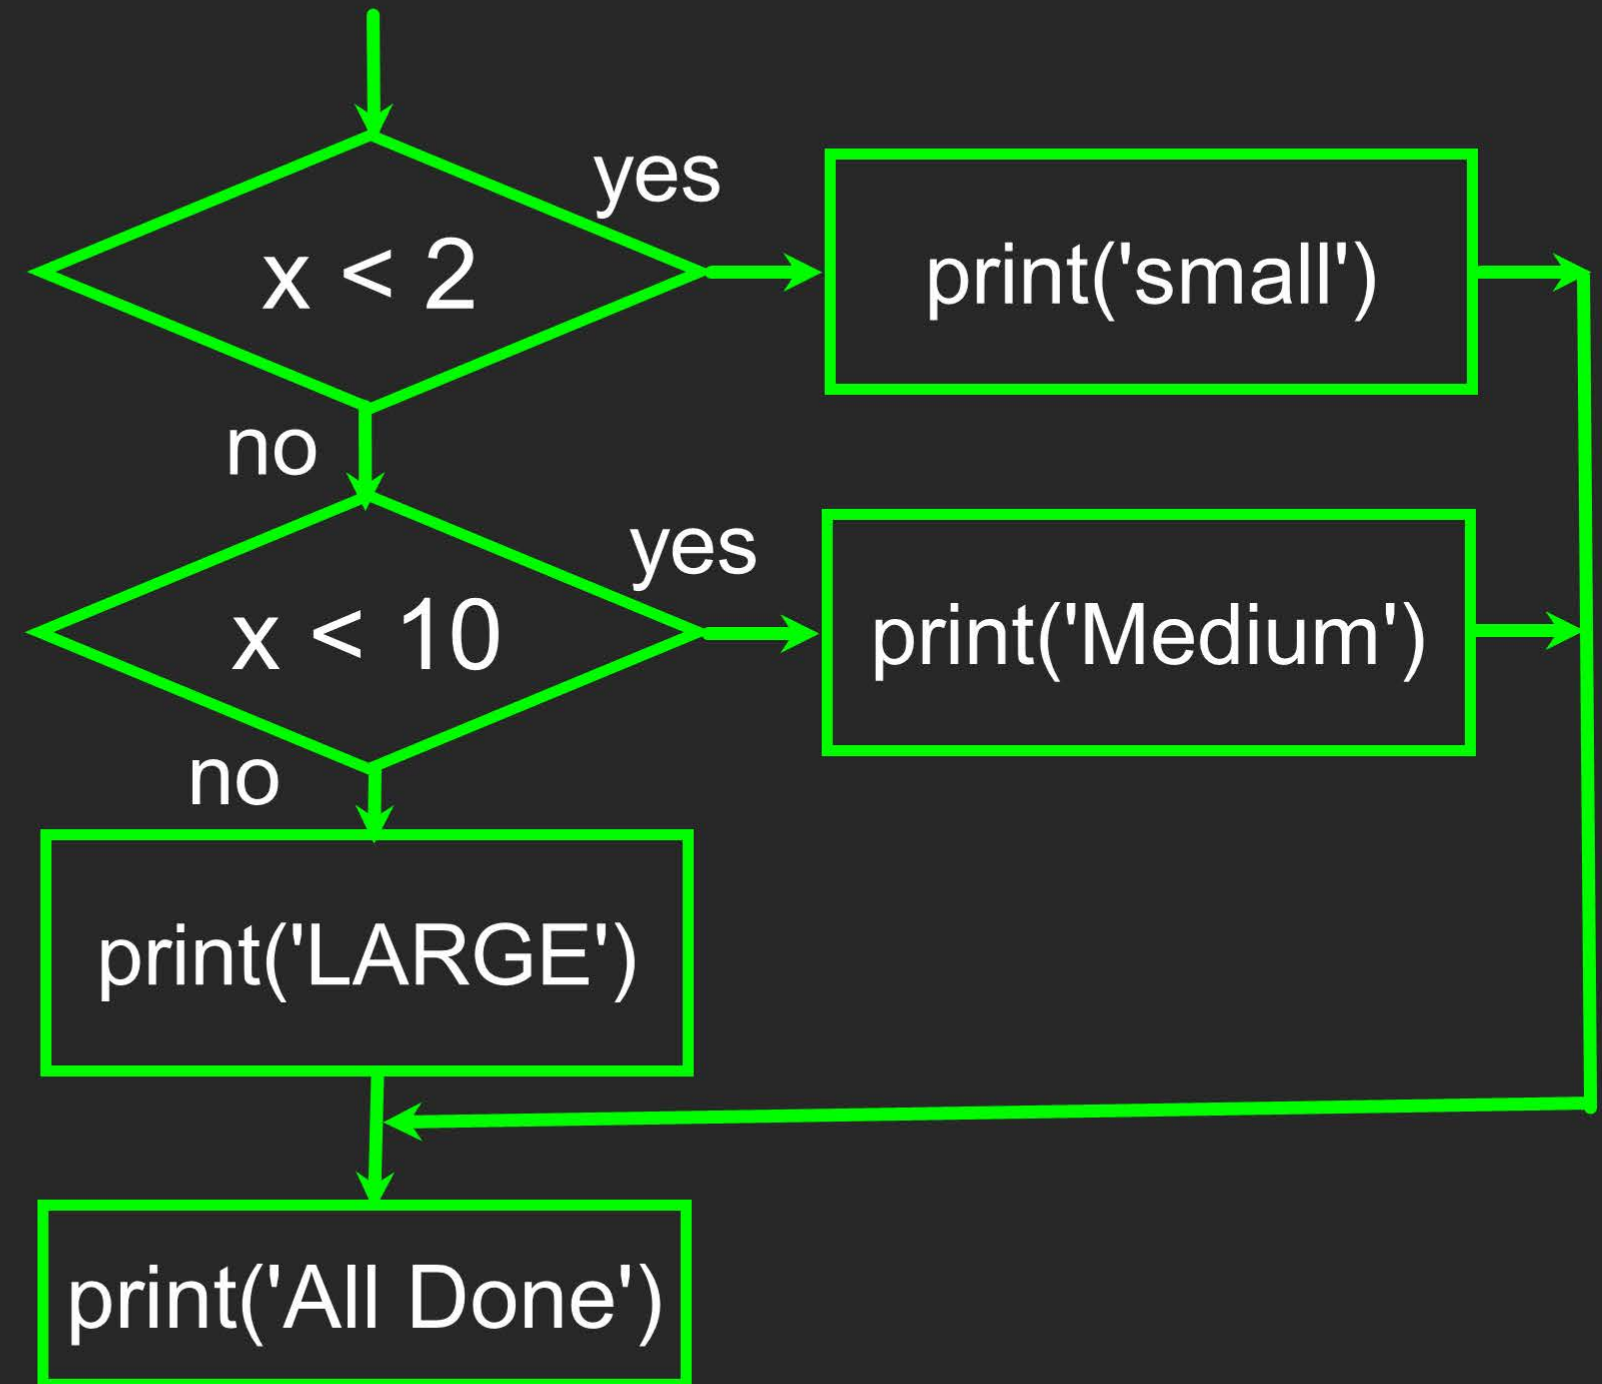 yes
x < 2
print('small')
no
yes
x < 10
print('Medium')
no
print('LARGE')
print('All Done')